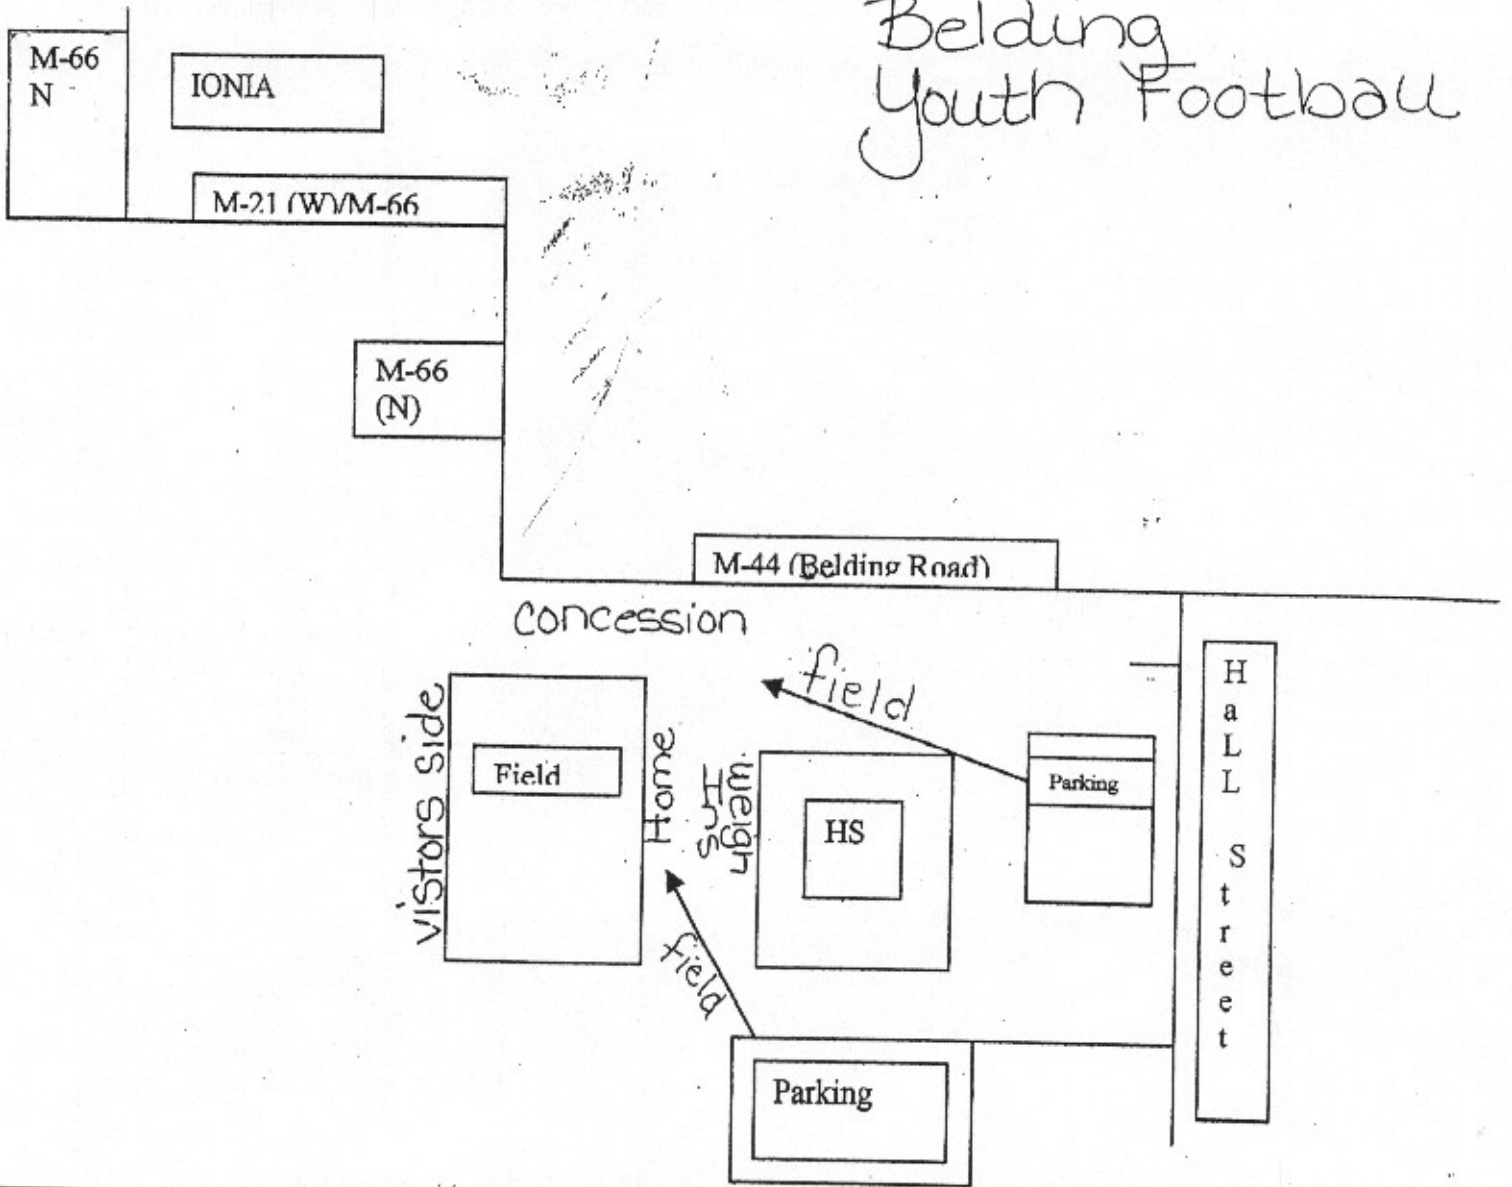 Belding
Youth Football
M-66
N
IONIA
M-21 (W)/M-66
M-66
(N)
M-44 (Belding Road)
Concession
field
Visitors Side
Field
Home
Weigh
Ins
HS
Parking
HaLL Street
field
Parking